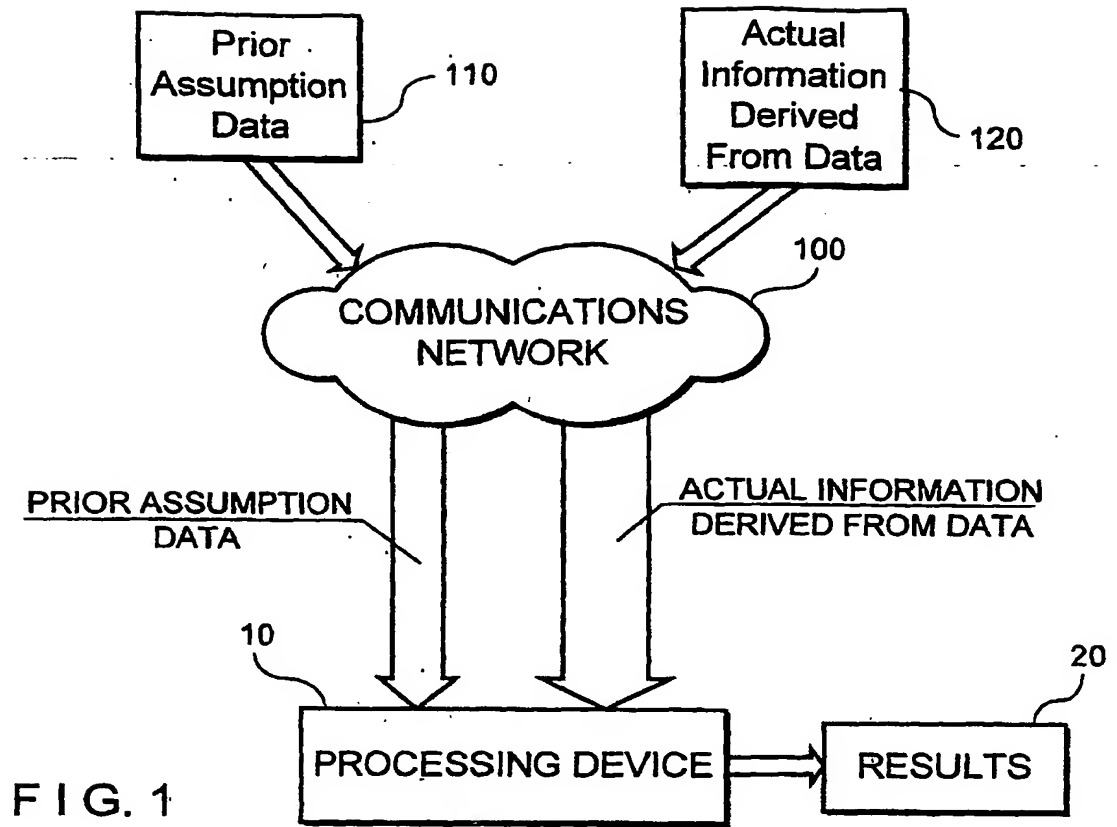 Prior
Assumption
Data
110
Actual
Information
Derived
From Data
120
100
COMMUNICATIONS
NETWORK
PRIOR ASSUMPTION
DATA
ACTUAL INFORMATION
DERIVED FROM DATA
10
PROCESSING DEVICE
20
RESULTS
F I G. 1